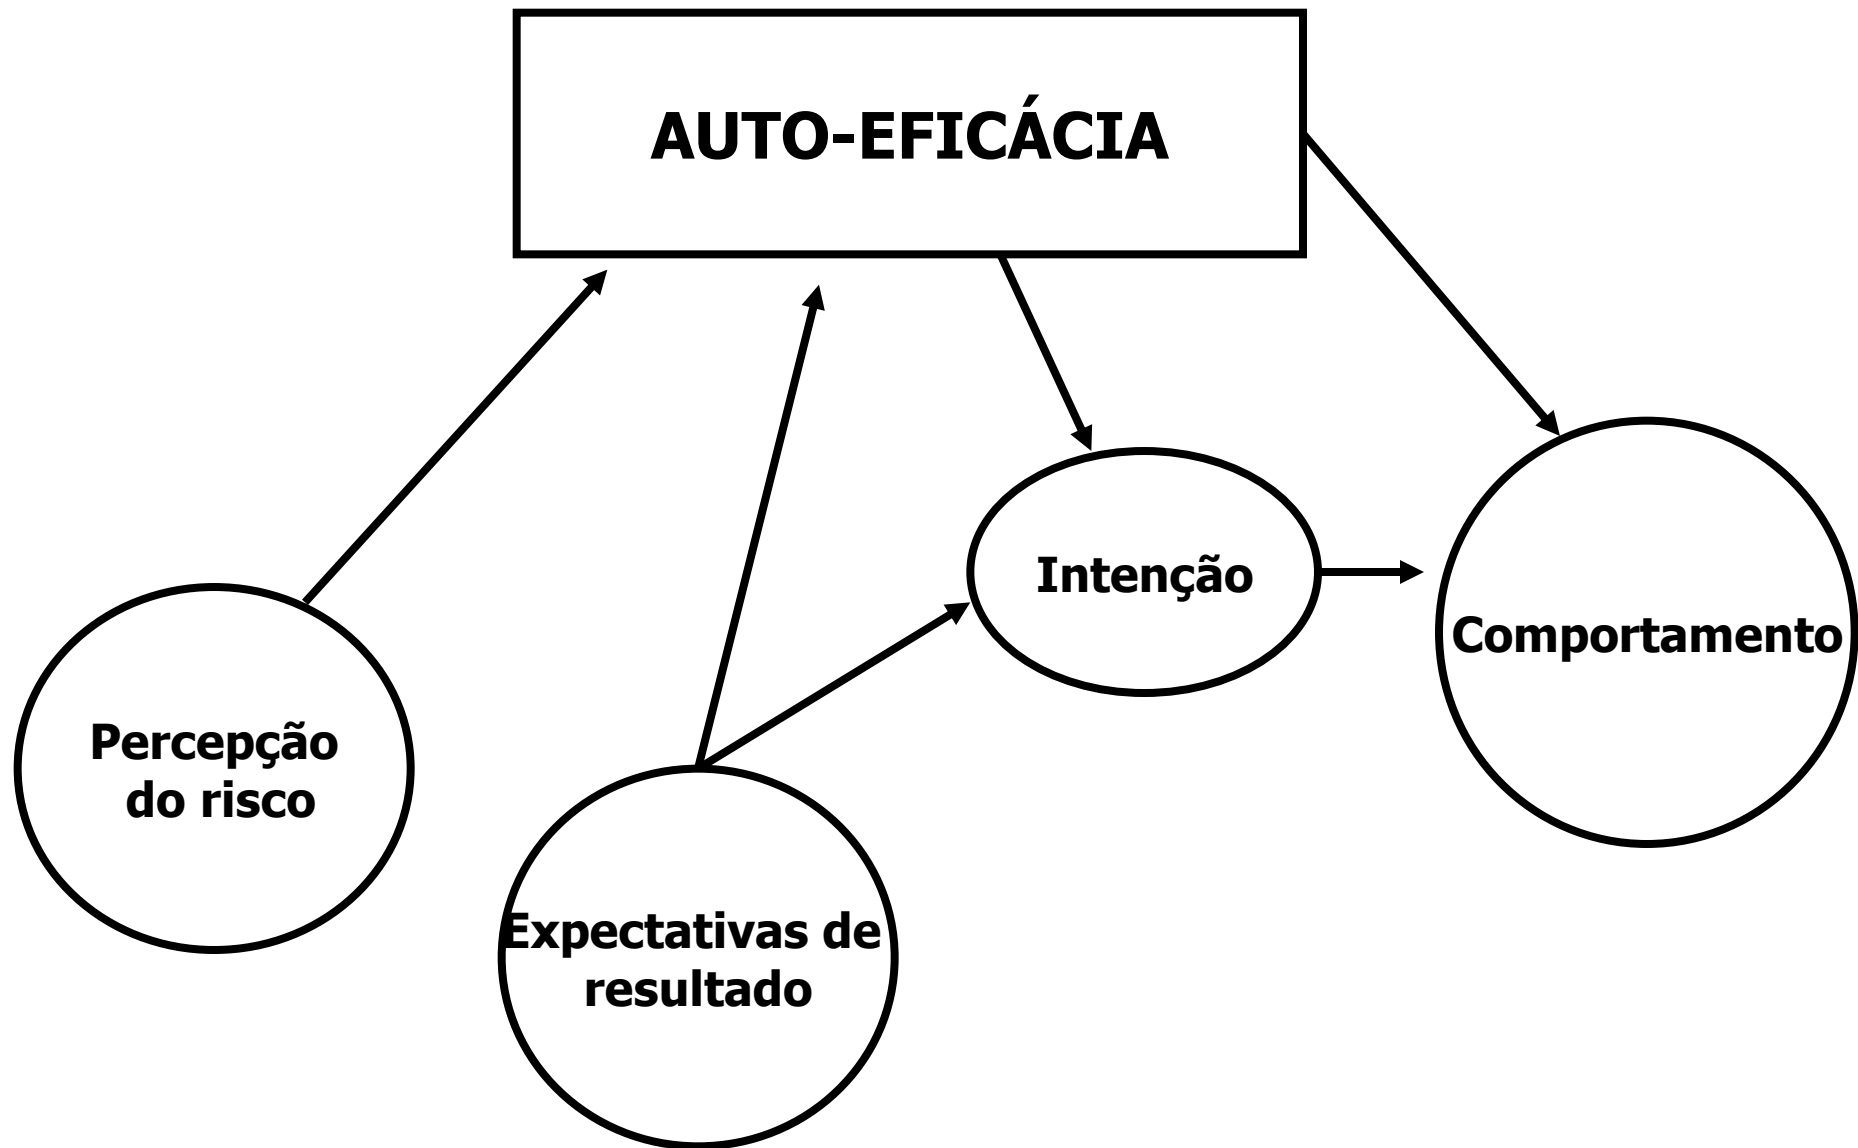 AUTO-EFICÁCIA
Intenção
Comportamento
Percepção
do risco
Expectativas de
resultado